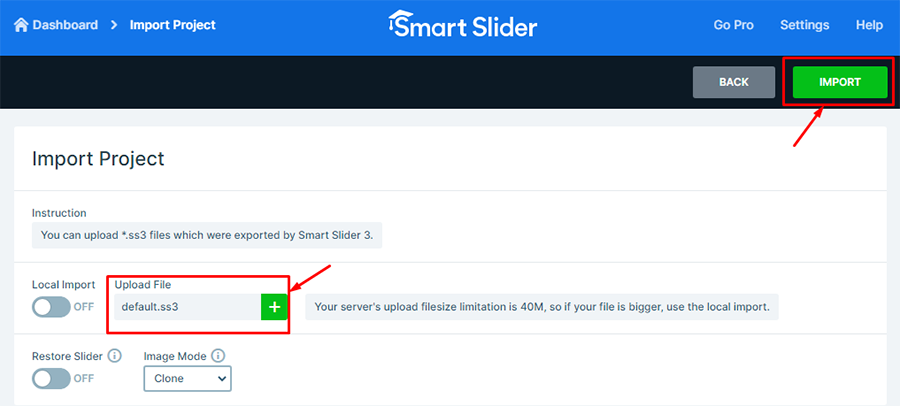 Dashboard Import Project Smart Slider Go Pro Settings Help
BACK IMPORT
Import Project
Instruction
You can upload *.ss3 files which were exported by Smart Slider 3.
Local Import Upload File
OFF default.ss3 + Your server's upload filesize limitation is 40M, so if your file is bigger, use the local import.
Restore Slider i Image Mode i
OFF Clone